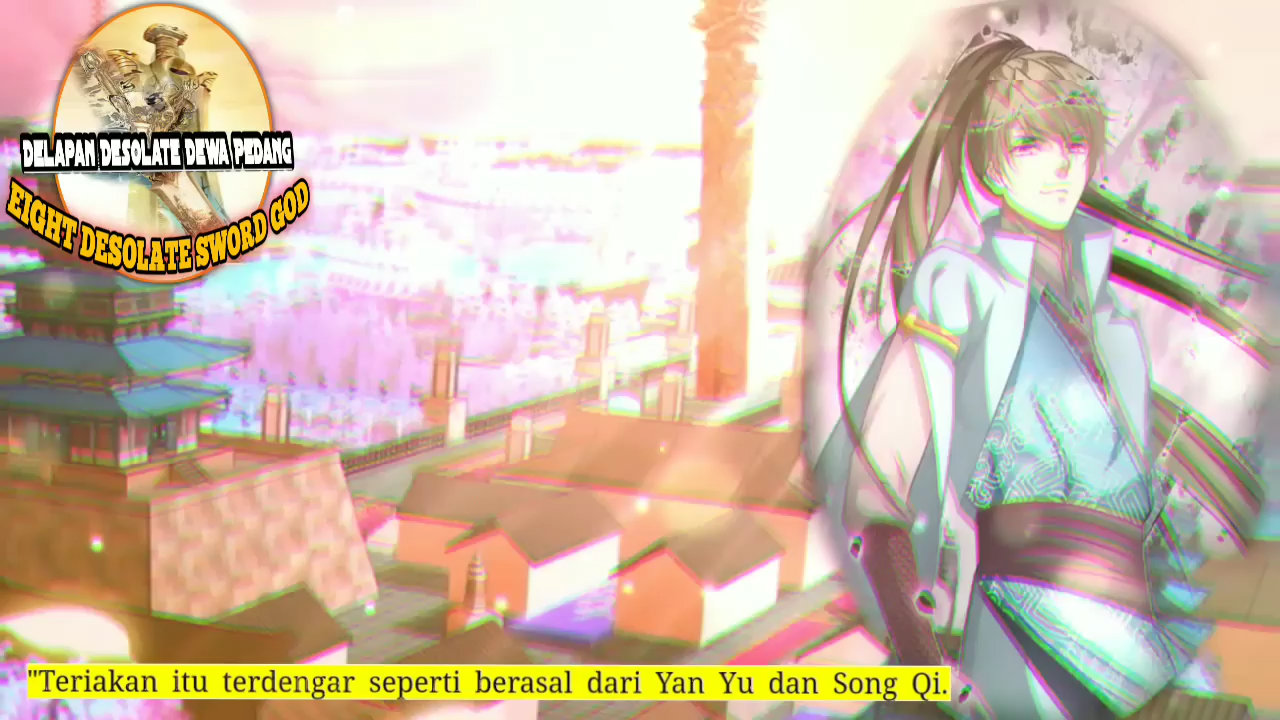 DELAPAN DESOLATE DEWA PEDANG
EIGHT DESOLATE SWORD GOD
"Teriakan itu terdengar seperti berasal dari Yan Yu dan Song Qi.